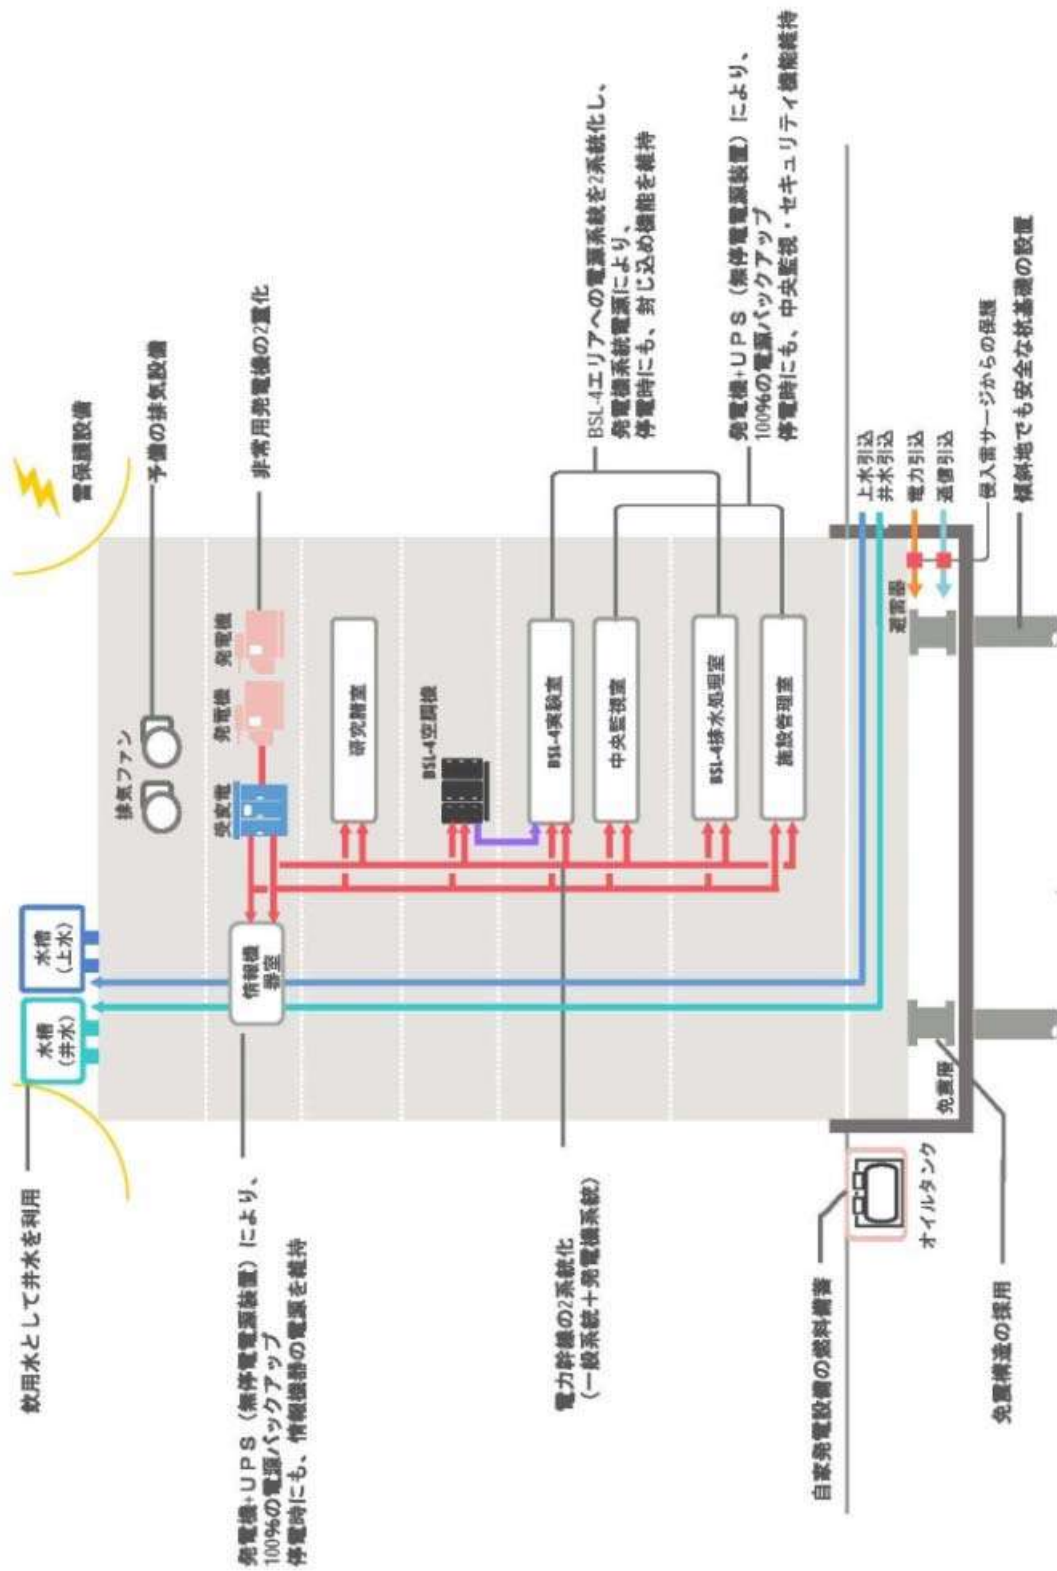 雷保護設備
予備の排気設備
非常用発電機の2重化
BSL-4エリアへの電源系統を2系統化し、
発電機系統電源により、
停電時にも、封じ込め機能を維持
発電機+UPS（無停電電源装置）により、
100%の電源バックアップ
停電時にも、中央監視・セキュリティ機能維持
上水引込
井水引込
電力引込
通信引込
侵入雷サージからの保護
傾斜地でも安全な杭基礎の設置
排気ファン
受変電
発電機
発電機
研究諸室
BSL-4空調機
BSL-4実験室
中央監視室
BSL-4排水処理室
施設管理室
避雷器
水槽
（上水）
水槽
（井水）
情報機
器室
免震層
飲用水として井水を利用
発電機+UPS（無停電電源装置）により、
100%の電源バックアップ
停電時にも、情報機器の電源を維持
電力幹線の2系統化
（一般系統＋発電機系統）
自家発電設備の燃料備蓄
オイルタンク
免震構造の採用